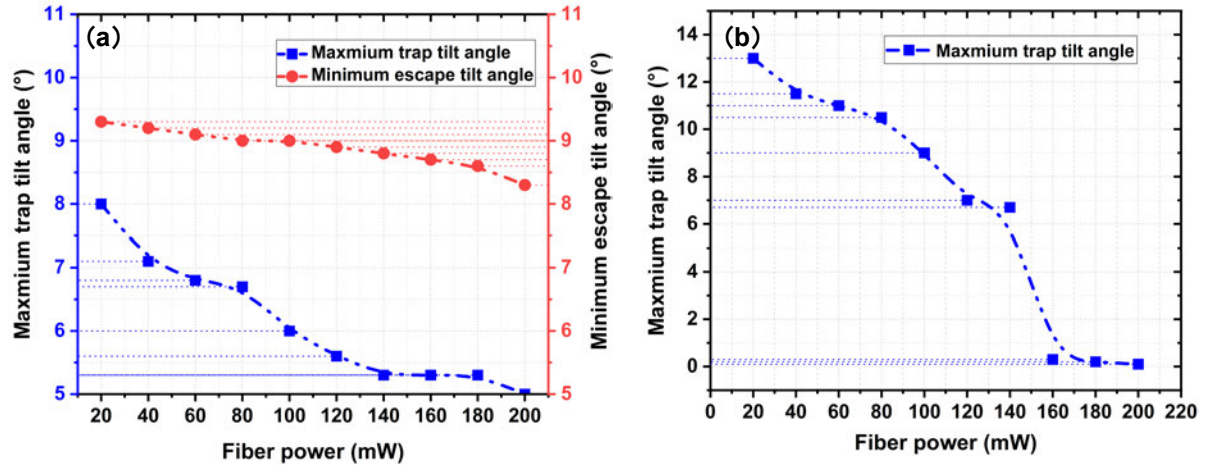 (a)
Maxmium trap tilt angle
Minimum escape tilt angle
Maxmium trap tilt angle (°)
11
10
9
8
7
6
5
11
10
9
8
7
6
5
Minimum escape tilt angle (°)
20 40 60 80 100 120 140 160 180 200
Fiber power (mW)
(b)
Maxmium trap tilt angle
Maxmium trap tilt angle (°)
14
12
10
8
6
4
2
0
0 20 40 60 80 100 120 140 160 180 200 220
Fiber power (mW)